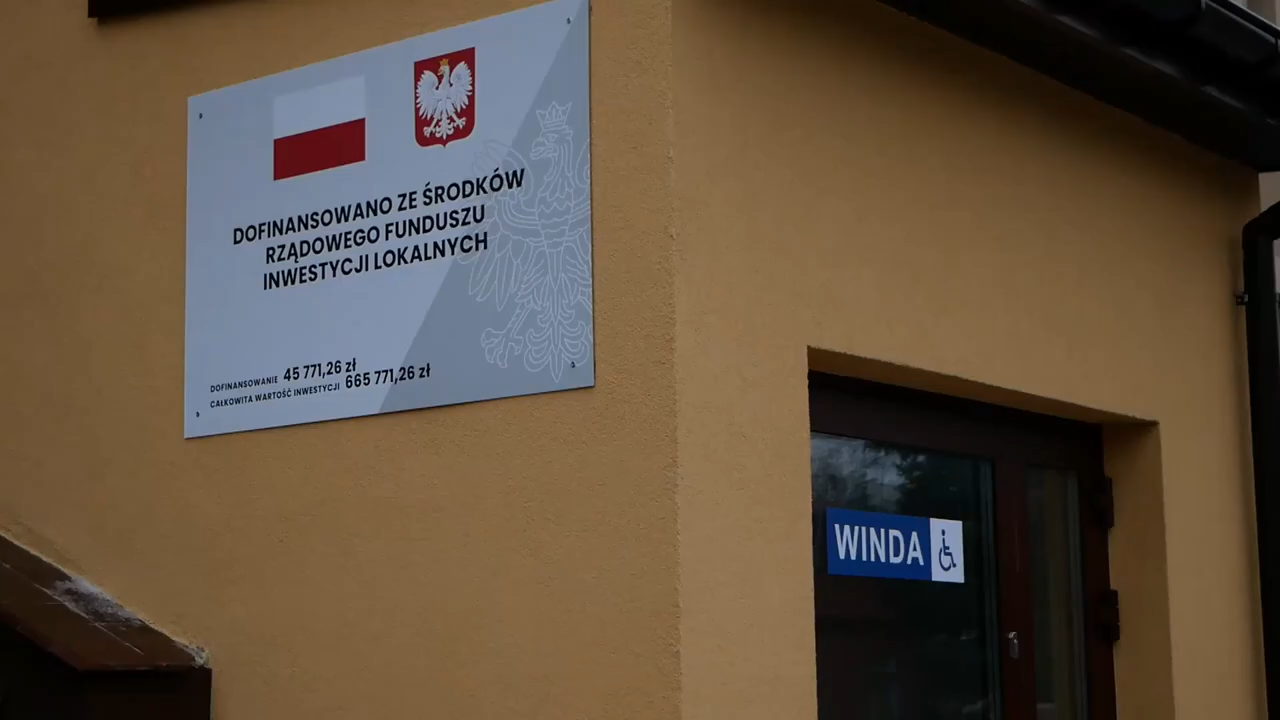 DOFINANSOWANO ZE ŚRODKÓW
RZĄDOWEGO FUNDUSZU
INWESTYCJI LOKALNYCH
DOFINANSOWANIE 45 771,26 zł
CAŁKOWITA WARTOŚĆ INWESTYCJI 665 771,26 zł
WINDA